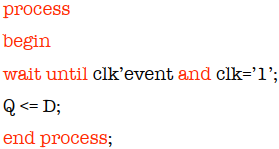 process
begin
wait until clk’event and clk=’1’;
Q <= D;
end process;